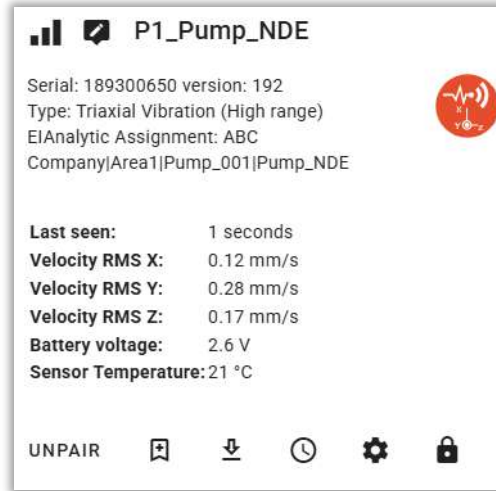 P1_Pump_NDE
Serial: 189300650 version: 192
Type: Triaxial Vibration (High range)
EIAnalytic Assignment: ABC
Company|Area1|Pump_001|Pump_NDE
X
Y Z
Last seen: 1 seconds
Velocity RMS X: 0.12 mm/s
Velocity RMS Y: 0.28 mm/s
Velocity RMS Z: 0.17 mm/s
Battery voltage: 2.6 V
Sensor Temperature: 21 °C
UNPAIR